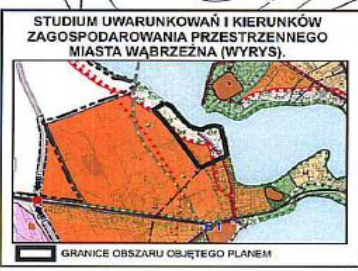 STUDIUM UWARUNKOWAŃ I KIERUNKÓW
ZAGOSPODAROWANIA PRZESTRZENNEGO
MIASTA WĄBRZEŹNA (WYRYS).
GRANICE OBSZARU OBJĘTEGO PLANEM